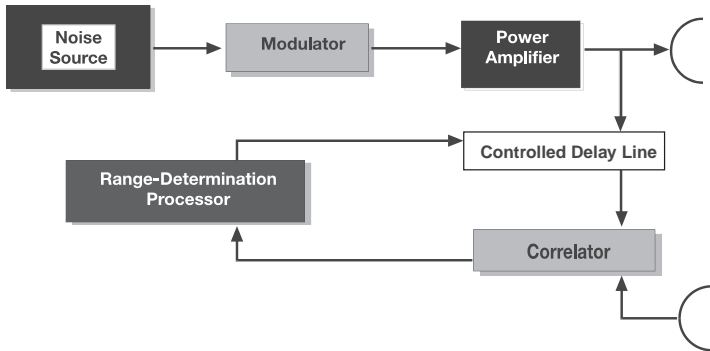 Noise
Source
Modulator
Power
Amplifier
Controlled Delay Line
Range-Determination
Processor
Correlator